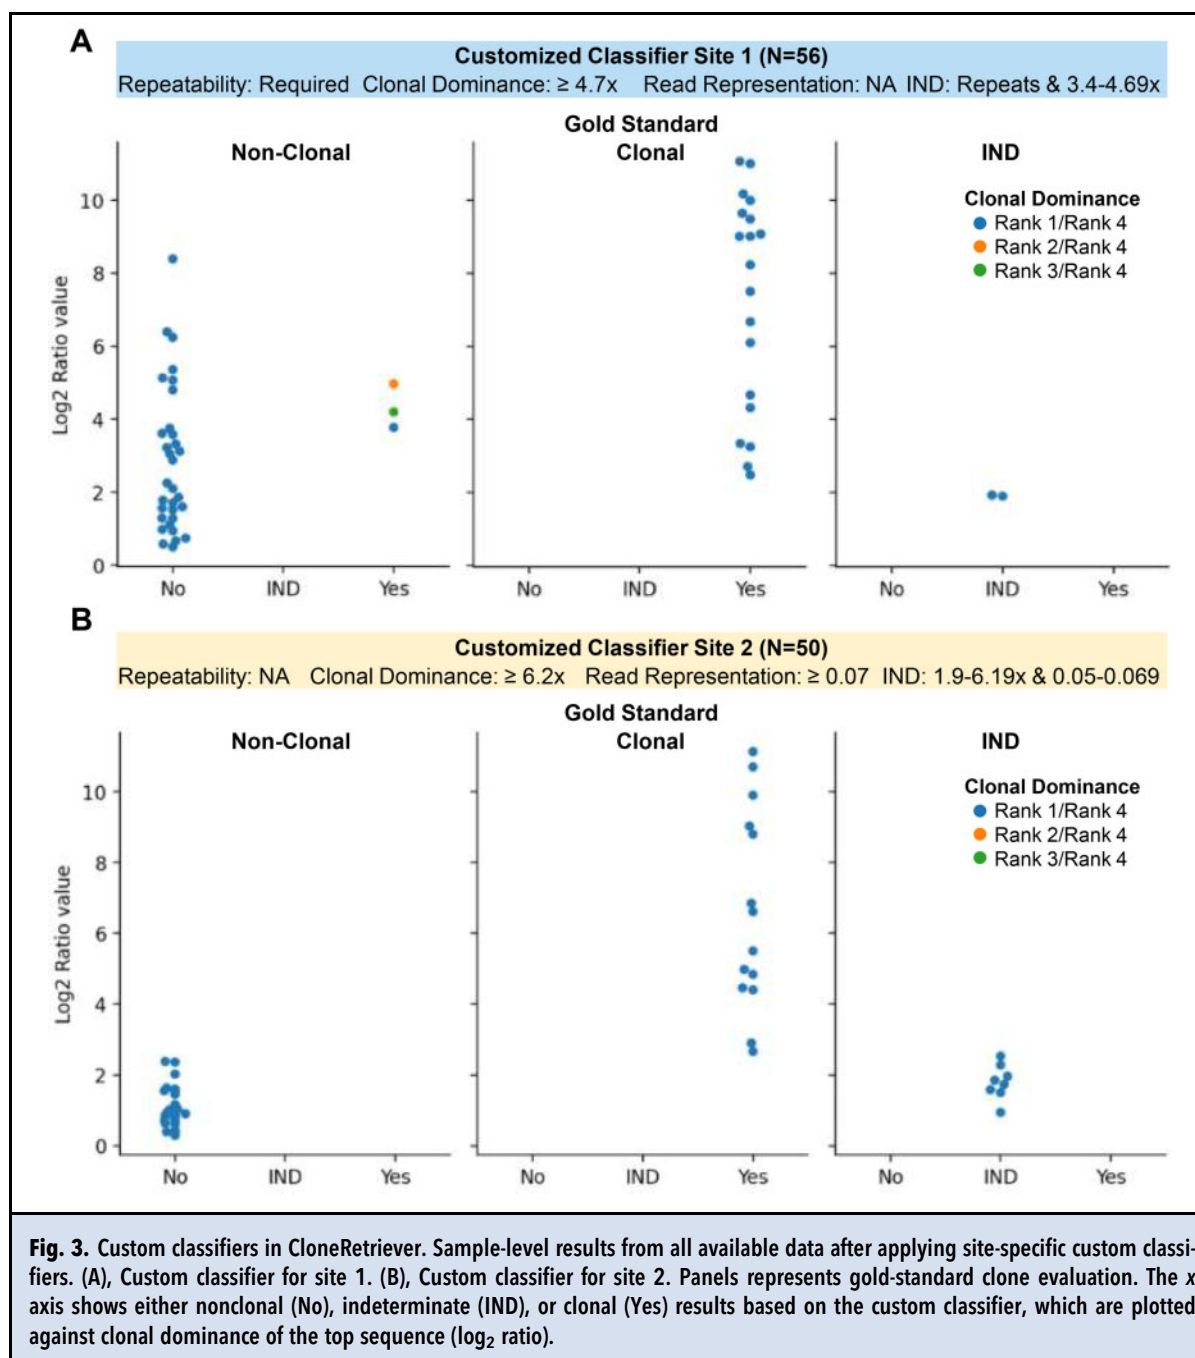 A
Customized Classifier Site 1 (N=56)
Repeatability: Required Clonal Dominance: ≥ 4.7x Read Representation: NA IND: Repeats & 3.4-4.69x
Gold Standard
Non-Clonal Clonal IND
Clonal Dominance
Rank 1/Rank 4
Rank 2/Rank 4
Rank 3/Rank 4
Log2 Ratio value
10
8
6
4
2
0
No IND Yes No IND Yes No IND Yes
B
Customized Classifier Site 2 (N=50)
Repeatability: NA Clonal Dominance: ≥ 6.2x Read Representation: ≥ 0.07 IND: 1.9-6.19x & 0.05-0.069
Gold Standard
Non-Clonal Clonal IND
Clonal Dominance
Rank 1/Rank 4
Rank 2/Rank 4
Rank 3/Rank 4
Log2 Ratio value
10
8
6
4
2
0
No IND Yes No IND Yes No IND Yes
Fig. 3. Custom classifiers in CloneRetriever. Sample-level results from all available data after applying site-specific custom classi-
fiers. (A), Custom classifier for site 1. (B), Custom classifier for site 2. Panels represents gold-standard clone evaluation. The x
axis shows either nonclonal (No), indeterminate (IND), or clonal (Yes) results based on the custom classifier, which are plotted
against clonal dominance of the top sequence (log2 ratio).